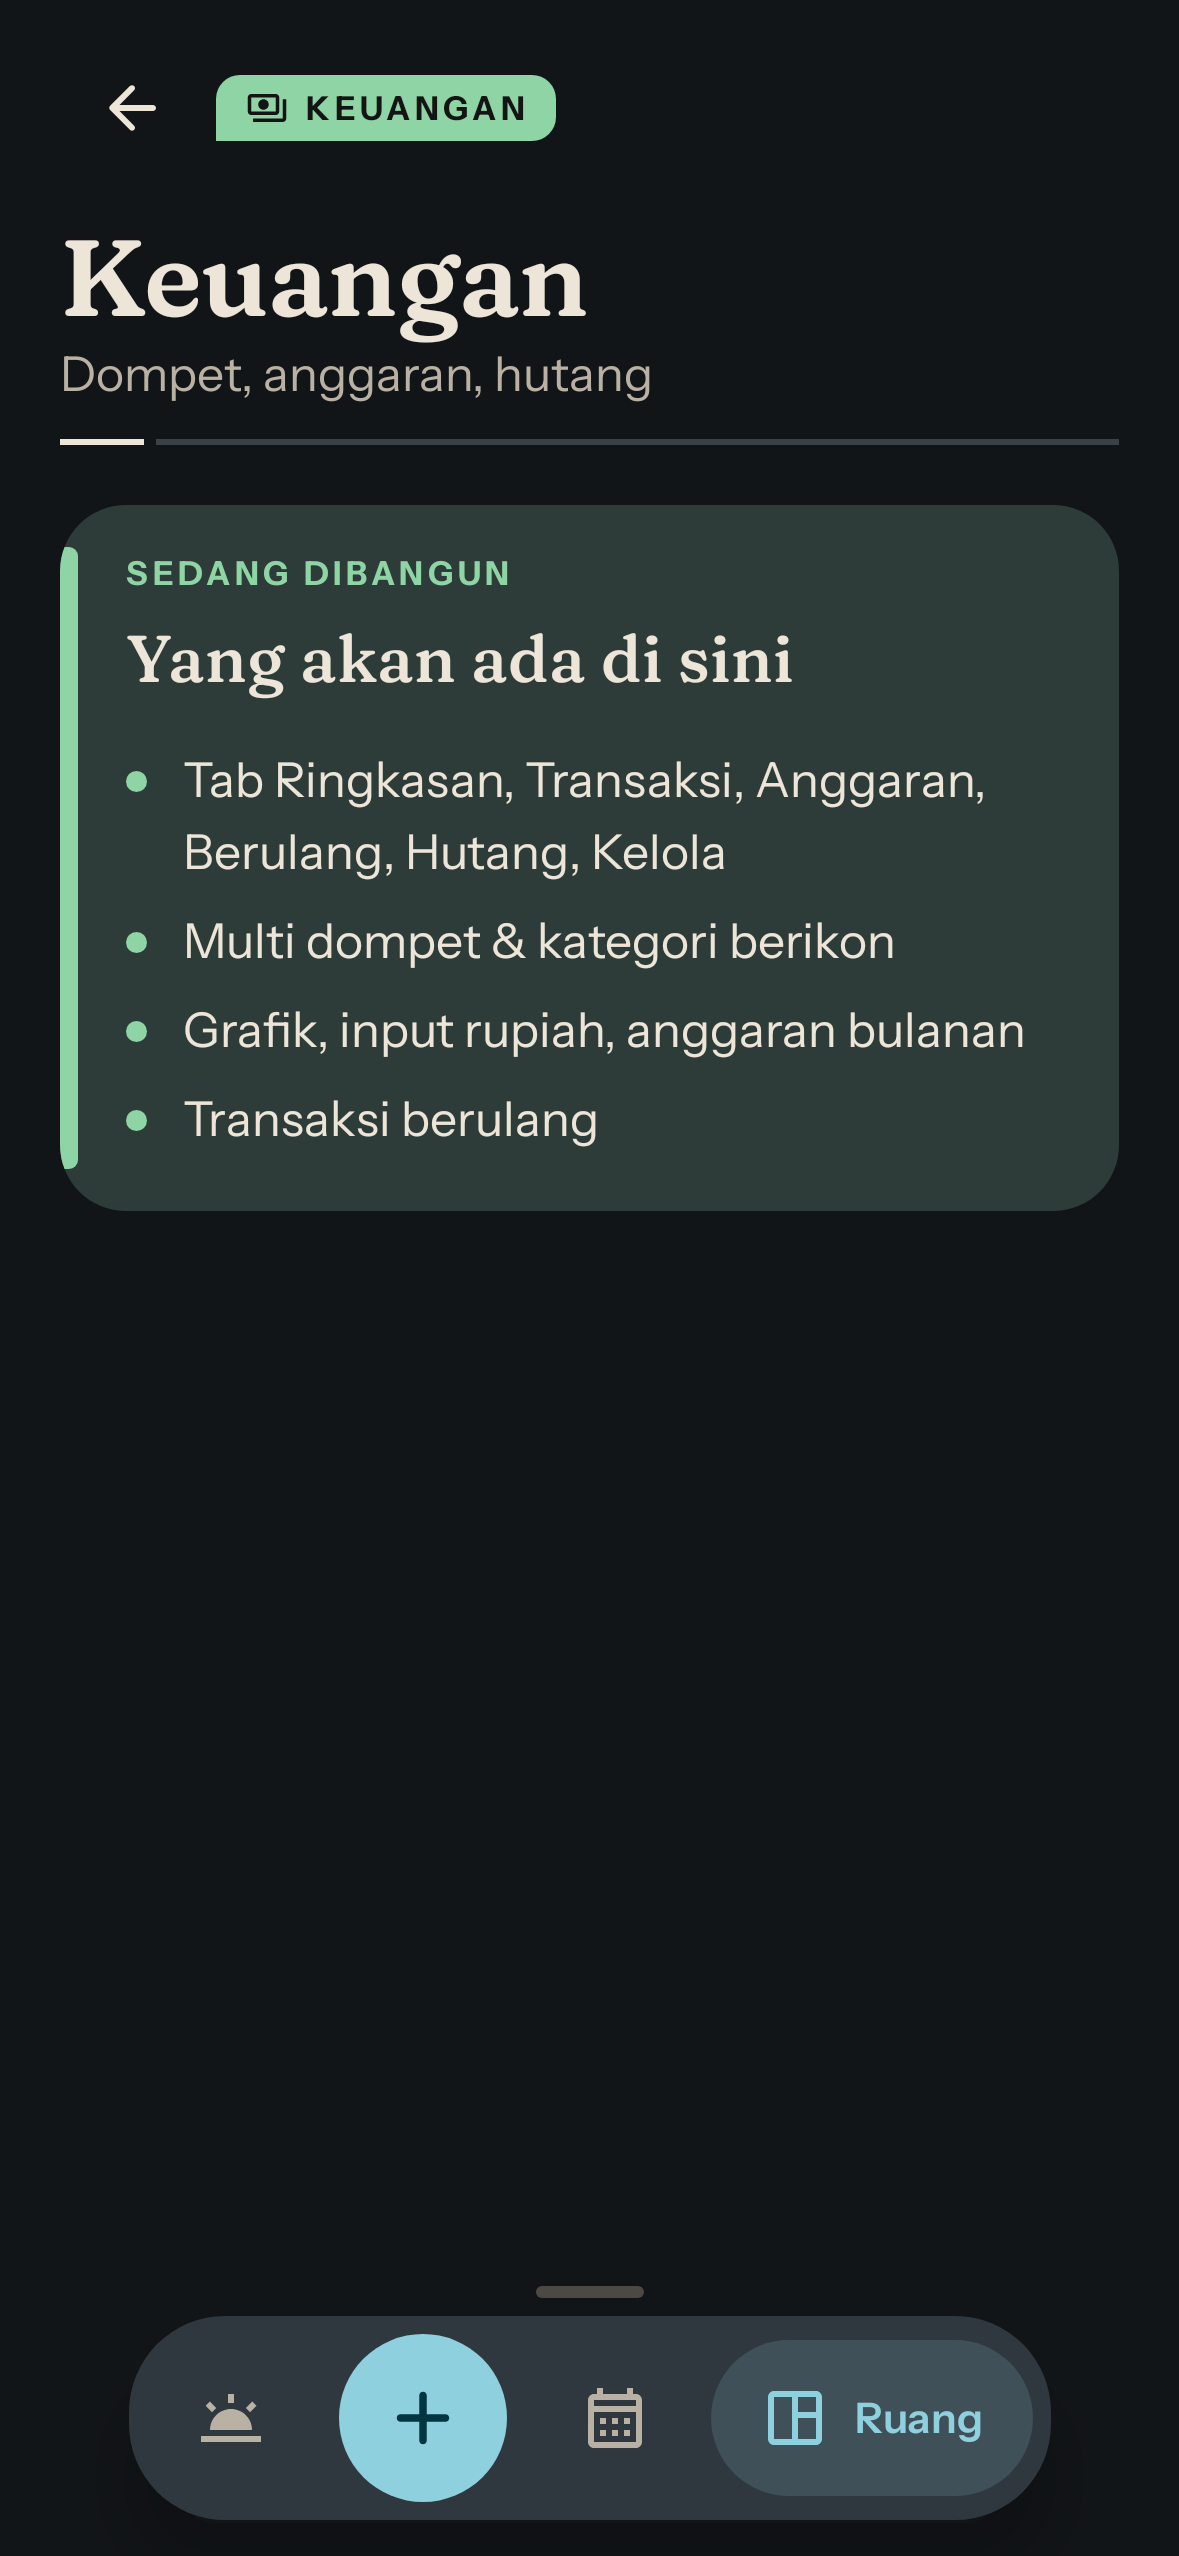 KEUANGAN
Keuangan
Dompet, anggaran, hutang
SEDANG DIBANGUN
Yang akan ada di sini
Tab Ringkasan, Transaksi, Anggaran,
Berulang, Hutang, Kelola
Multi dompet & kategori berikon
Grafik, input rupiah, anggaran bulanan
Transaksi berulang
Ruang